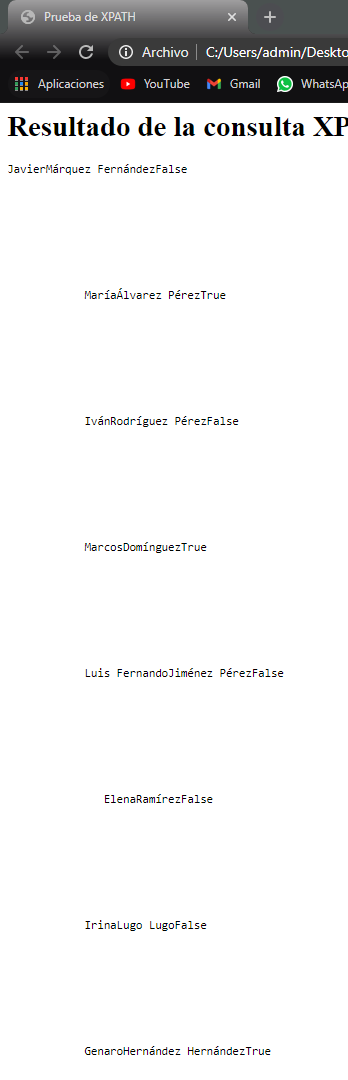 Prueba de XPATH
Archivo
C:/Users/admin/Deskto
Aplicaciones
YouTube
Gmail
WhatsAp
Resultado de la consulta XP
JavierMárquez FernándezFalse
MaríaÁlvarez PérezTrue
IvánRodríguez PérezFalse
MarcosDomínguezTrue
Luis FernandoJiménez PérezFalse
ElenaRamírezFalse
IrinaLugo LugoFalse
GenaroHernández HernándezTrue